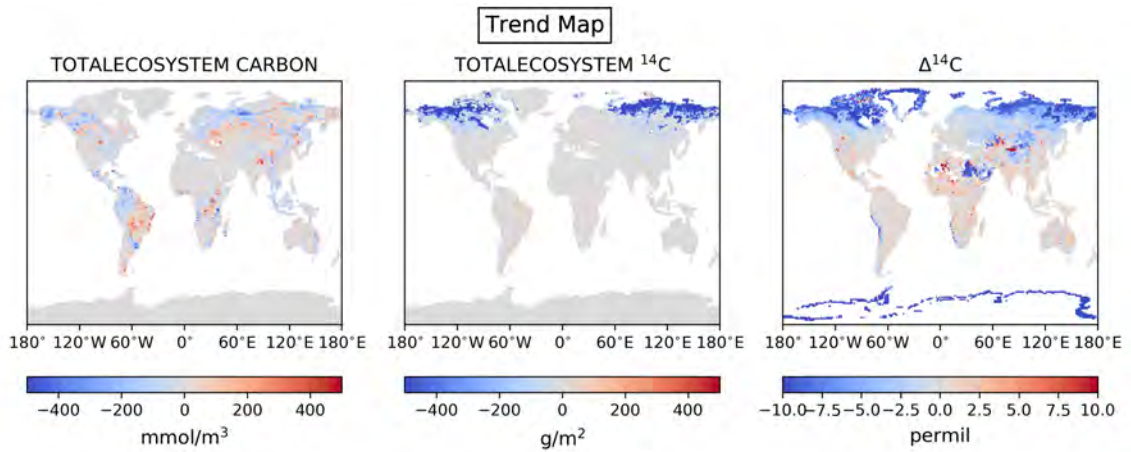 Trend Map
TOTALECOSYSTEM CARBON
TOTALECOSYSTEM ¹⁴C
Δ¹⁴C
180° 120°W 60°W 0° 60°E 120°E 180°
180° 120°W 60°W 0° 60°E 120°E 180°
180° 120°W 60°W 0° 60°E 120°E 180°
−400 −200 0 200 400
−400 −200 0 200 400
−10.0 −7.5 −5.0 −2.5 0.0 2.5 5.0 7.5 10.0
mmol/m³
g/m²
permil